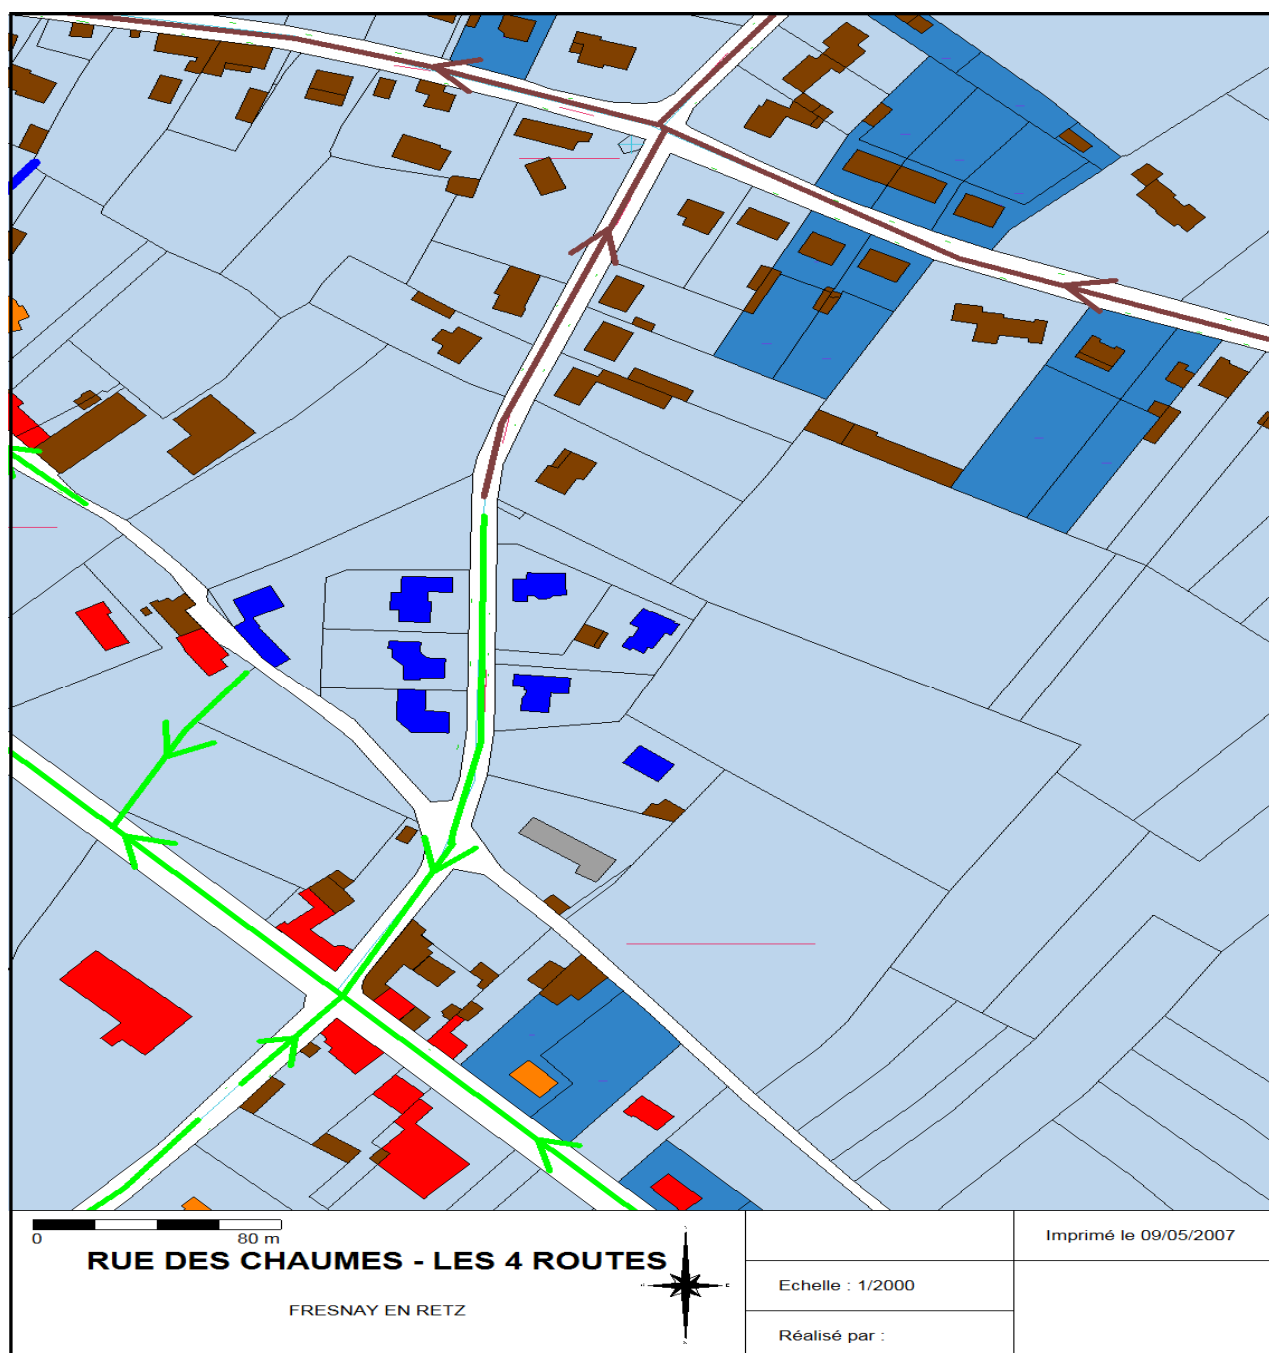 0 80 m
RUE DES CHAUMES - LES 4 ROUTES
FRESNAY EN RETZ
Imprimé le 09/05/2007
Echelle : 1/2000
Réalisé par :